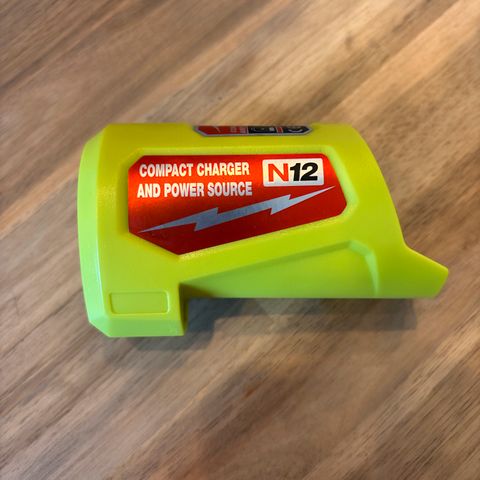 COMPACT CHARGER N12
AND POWER SOURCE